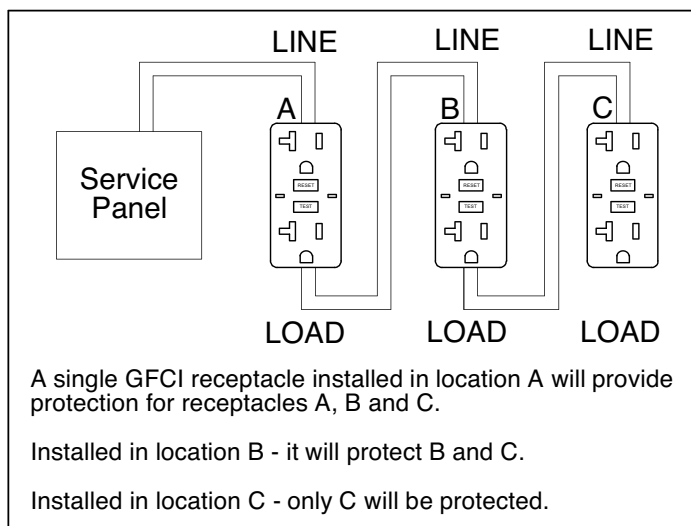 LINE LINE LINE
A B C
Service
Panel
RESET RESET RESET
TEST TEST TEST
LOAD LOAD LOAD
A single GFCI receptacle installed in location A will provide
protection for receptacles A, B and C.
Installed in location B - it will protect B and C.
Installed in location C - only C will be protected.